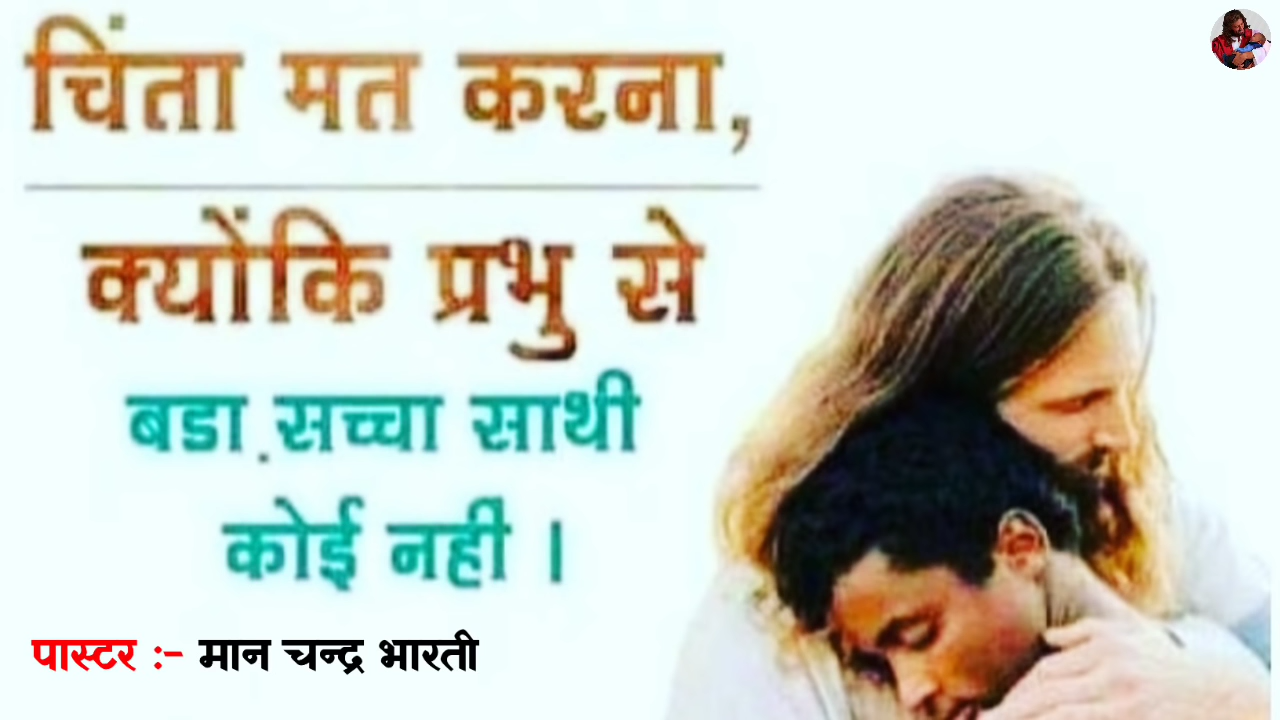 चिंता मत करना,
क्योंकि प्रभु से
बडा सच्चा साथी
कोई नहीं ।
पास्टर :- मान चन्द्र भारती